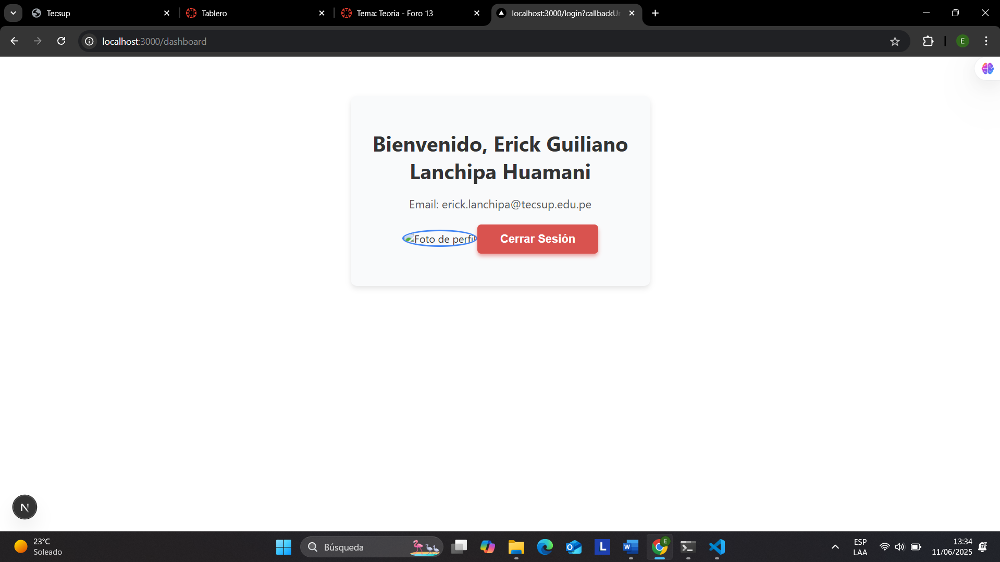 Tecsup
Tablero
Tema: Teoria - Foro 13
localhost:3000/login?callbackUr
localhost:3000/dashboard
E
Bienvenido, Erick Guiliano
Lanchipa Huamani
Email: erick.lanchipa@tecsup.edu.pe
Foto de perfil
Cerrar Sesión
N
23°C
Soleado
Búsqueda
L
E
ESP
LAA
13:34
11/06/2025